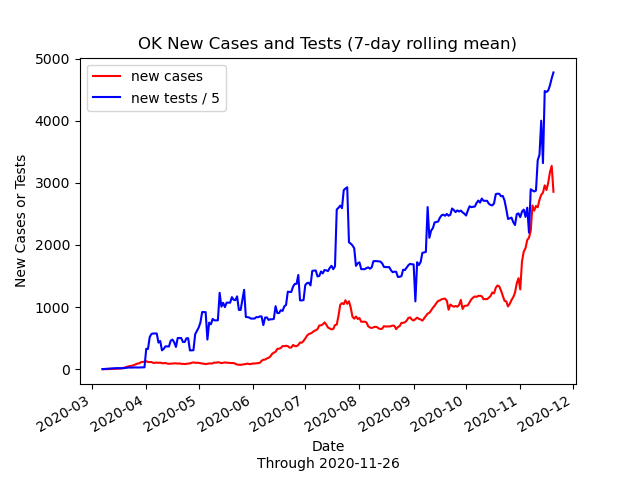 OK New Cases and Tests (7-day rolling mean)
new cases
new tests / 5
5000
4000
3000
2000
1000
0
New Cases or Tests
2020-03
2020-04
2020-05
2020-06
2020-07
2020-08
2020-09
2020-10
2020-11
2020-12
Date
Through 2020-11-26